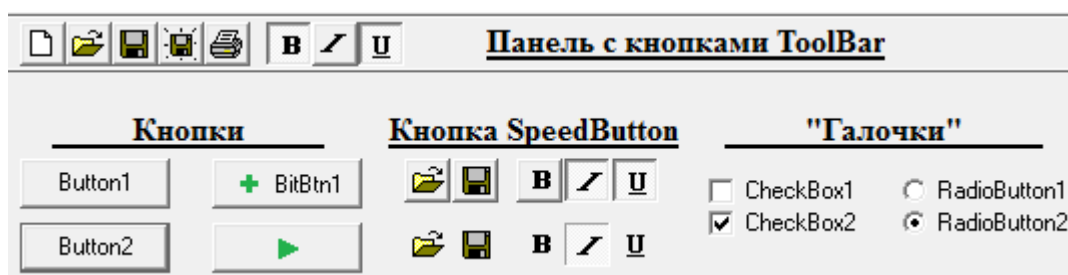 B I U Панель с кнопками ToolBar
Кнопки Кнопка SpeedButton "Галочки"
Button1 BitBtn1 B I U CheckBox1 RadioButton1
CheckBox2 RadioButton2
Button2 B I U